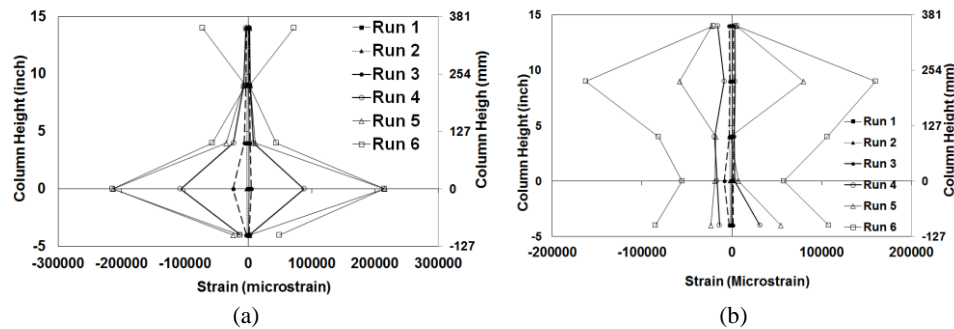 15
10
5
0
-5
381
254
127
0
-127
-300000 -200000 -100000 0 100000 200000 300000
Column Height (inch)
Column Heigh (mm)
Strain (microstrain)
Run 1
Run 2
Run 3
Run 4
Run 5
Run 6
(a)
15
10
5
0
-5
381
254
127
0
-127
-200000 -100000 0 100000 200000
Column Height (inch)
Column Height (mm)
Strain (Microstrain)
Run 1
Run 2
Run 3
Run 4
Run 5
Run 6
(b)